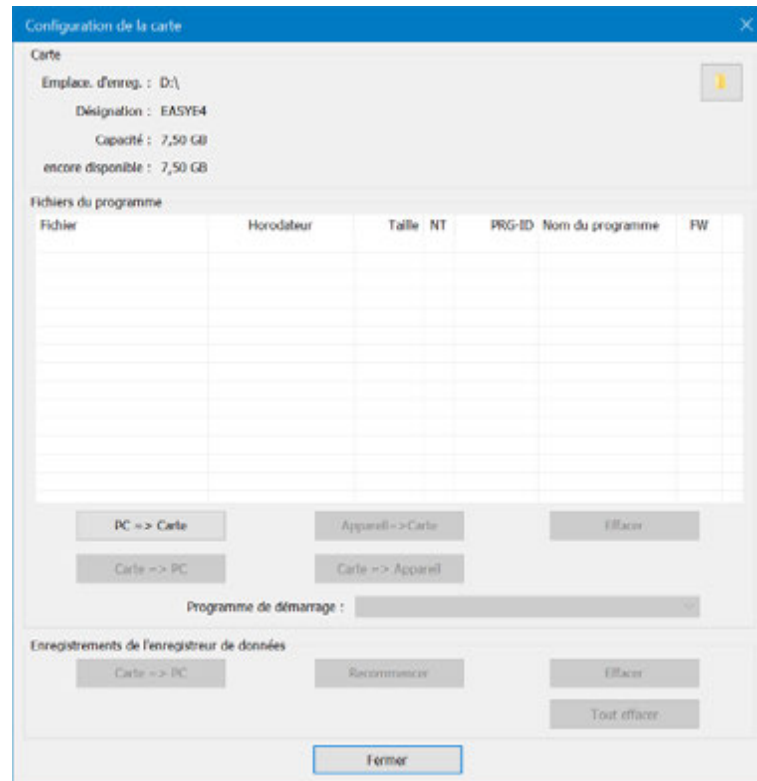 Configuration de la carte
Carte
Emplace. d'enreg. : D:\
Désignation : EASYE4
Capacité : 7,50 GB
encore disponible : 7,50 GB
Fichiers du programme
Fichier Horodateur Taille NT PRG-ID Nom du programme FW
PC => Carte Appareil=>Carte Effacer
Carte => PC Carte => Appareil
Programme de démarrage :
Enregistrements de l'enregistreur de données
Carte => PC Recommencer Effacer
Tout effacer
Fermer